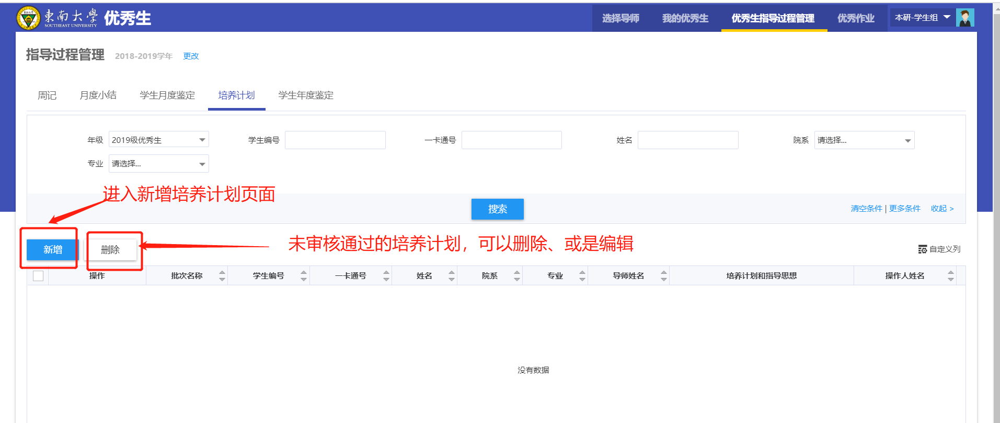 東南大學 SOUTHEAST UNIVERSITY 优秀生 选择导师 我的优秀生 优秀生指导过程管理 优秀作业 本研-学生组
指导过程管理 2018-2019学年 更改
周记 月度小结 学生月度鉴定 培养计划 学生年度鉴定
年级 2019级优秀生 学生编号 一卡通号 姓名 院系 请选择...
专业 请选择...
进入新增培养计划页面
搜索 清空条件 | 更多条件 收起 >
新增 删除 未审核通过的培养计划，可以删除、或是编辑 自定义列
操作 批次名称 学生编号 一卡通号 姓名 院系 专业 导师姓名 培养计划和指导思想 操作人姓名
没有数据